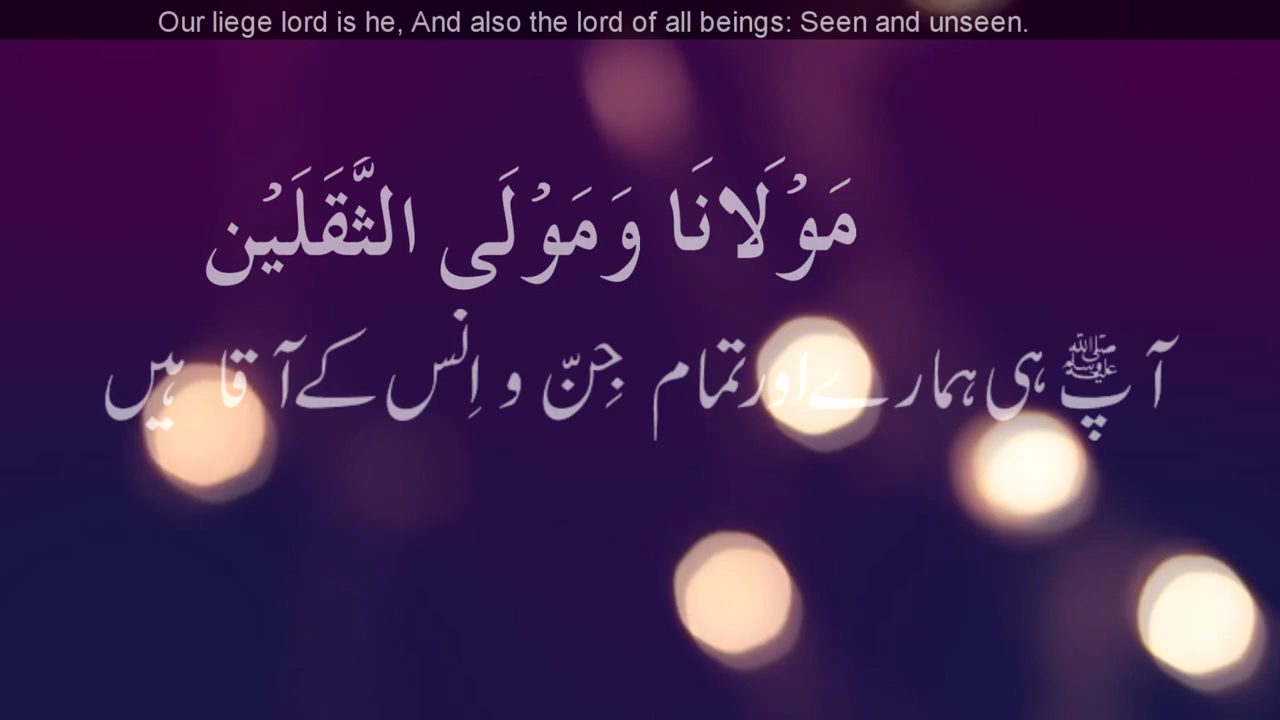 Our liege lord is he, And also the lord of all beings: Seen and unseen.
مَوْلَانَا وَمَوْلَى الثَّقَلَيْن
آپ ﷺ ہی ہمارے اور تمام جِنّ و اِنس کے آقا ہیں